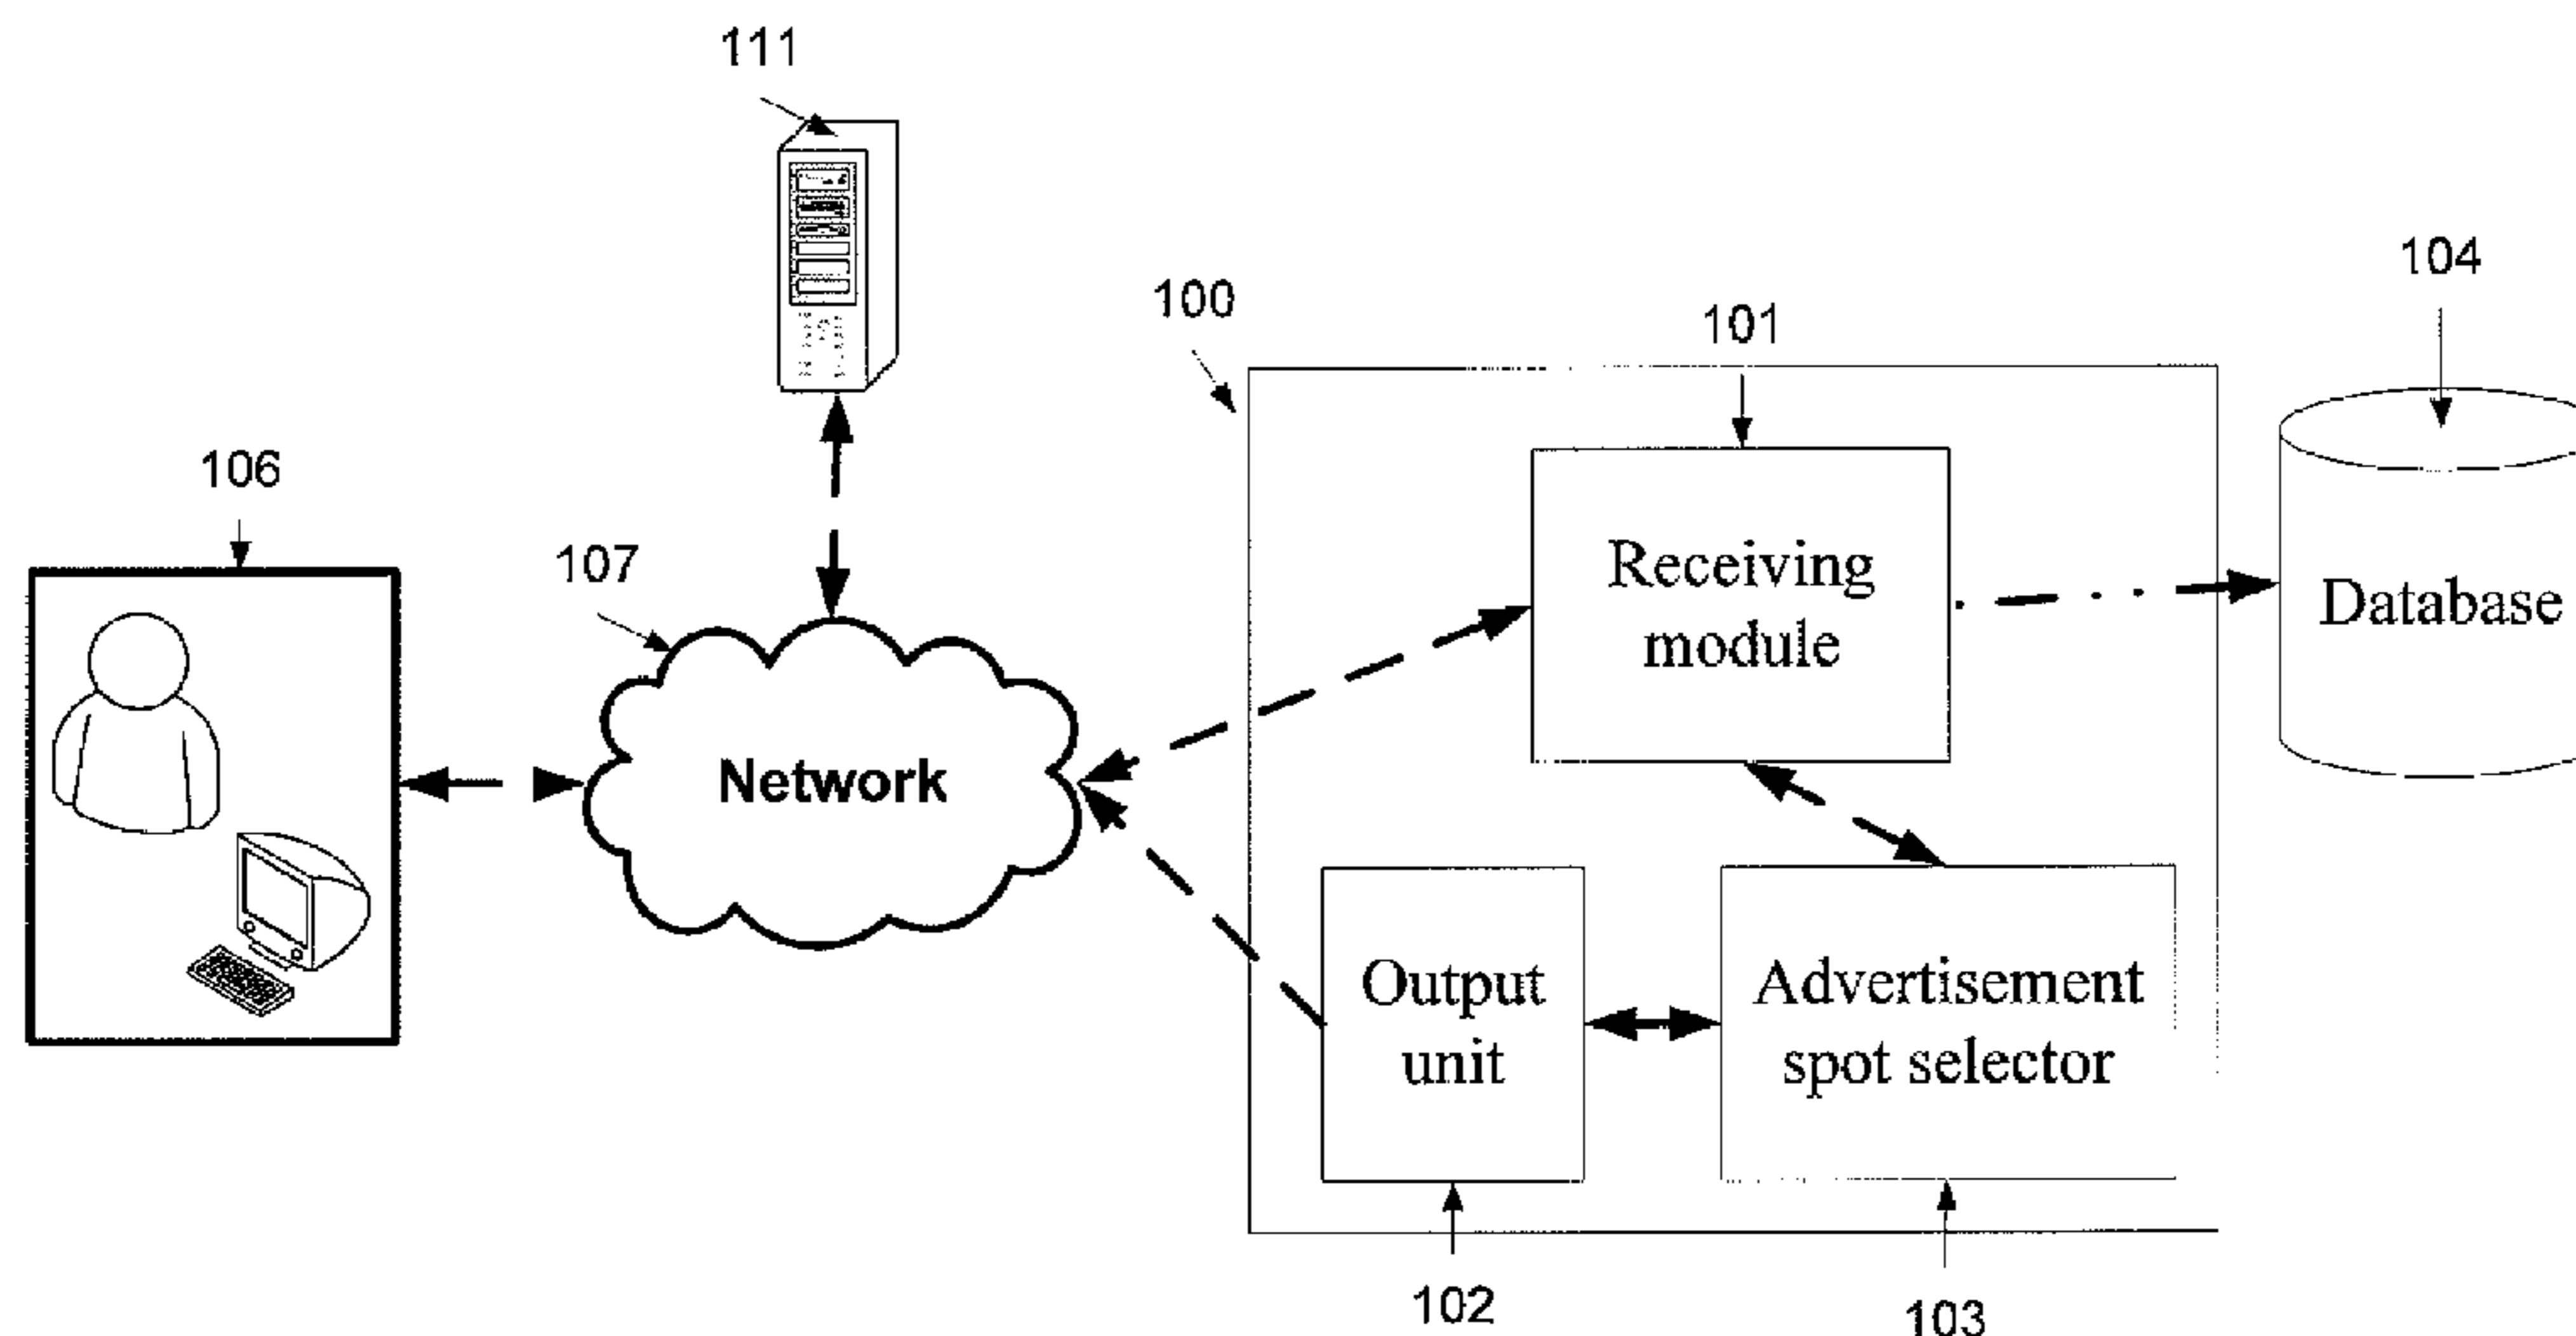 111
104
100
101
106
107
Receiving
module
Database
Network
Output
unit
Advertisement
spot selector
102
103